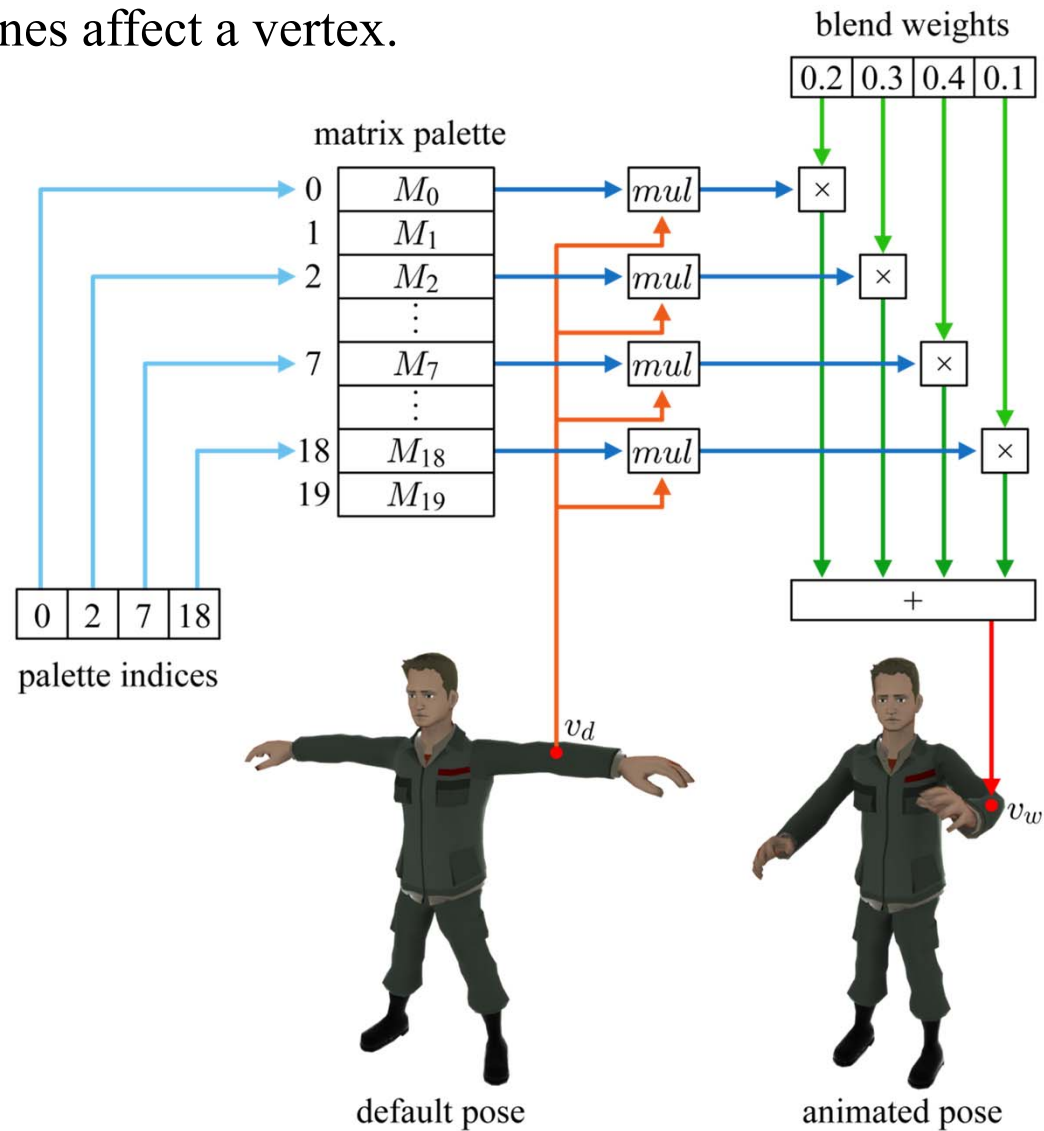 nes affect a vertex.
blend weights
0.2 0.3 0.4 0.1
matrix palette
0 M₀ mul ×
1 M₁
2 M₂ mul ×
⋮
7 M₇ mul ×
⋮
18 M₁₈ mul ×
19 M₁₉
0 2 7 18
+
palette indices
v_d
v_w
default pose
animated pose